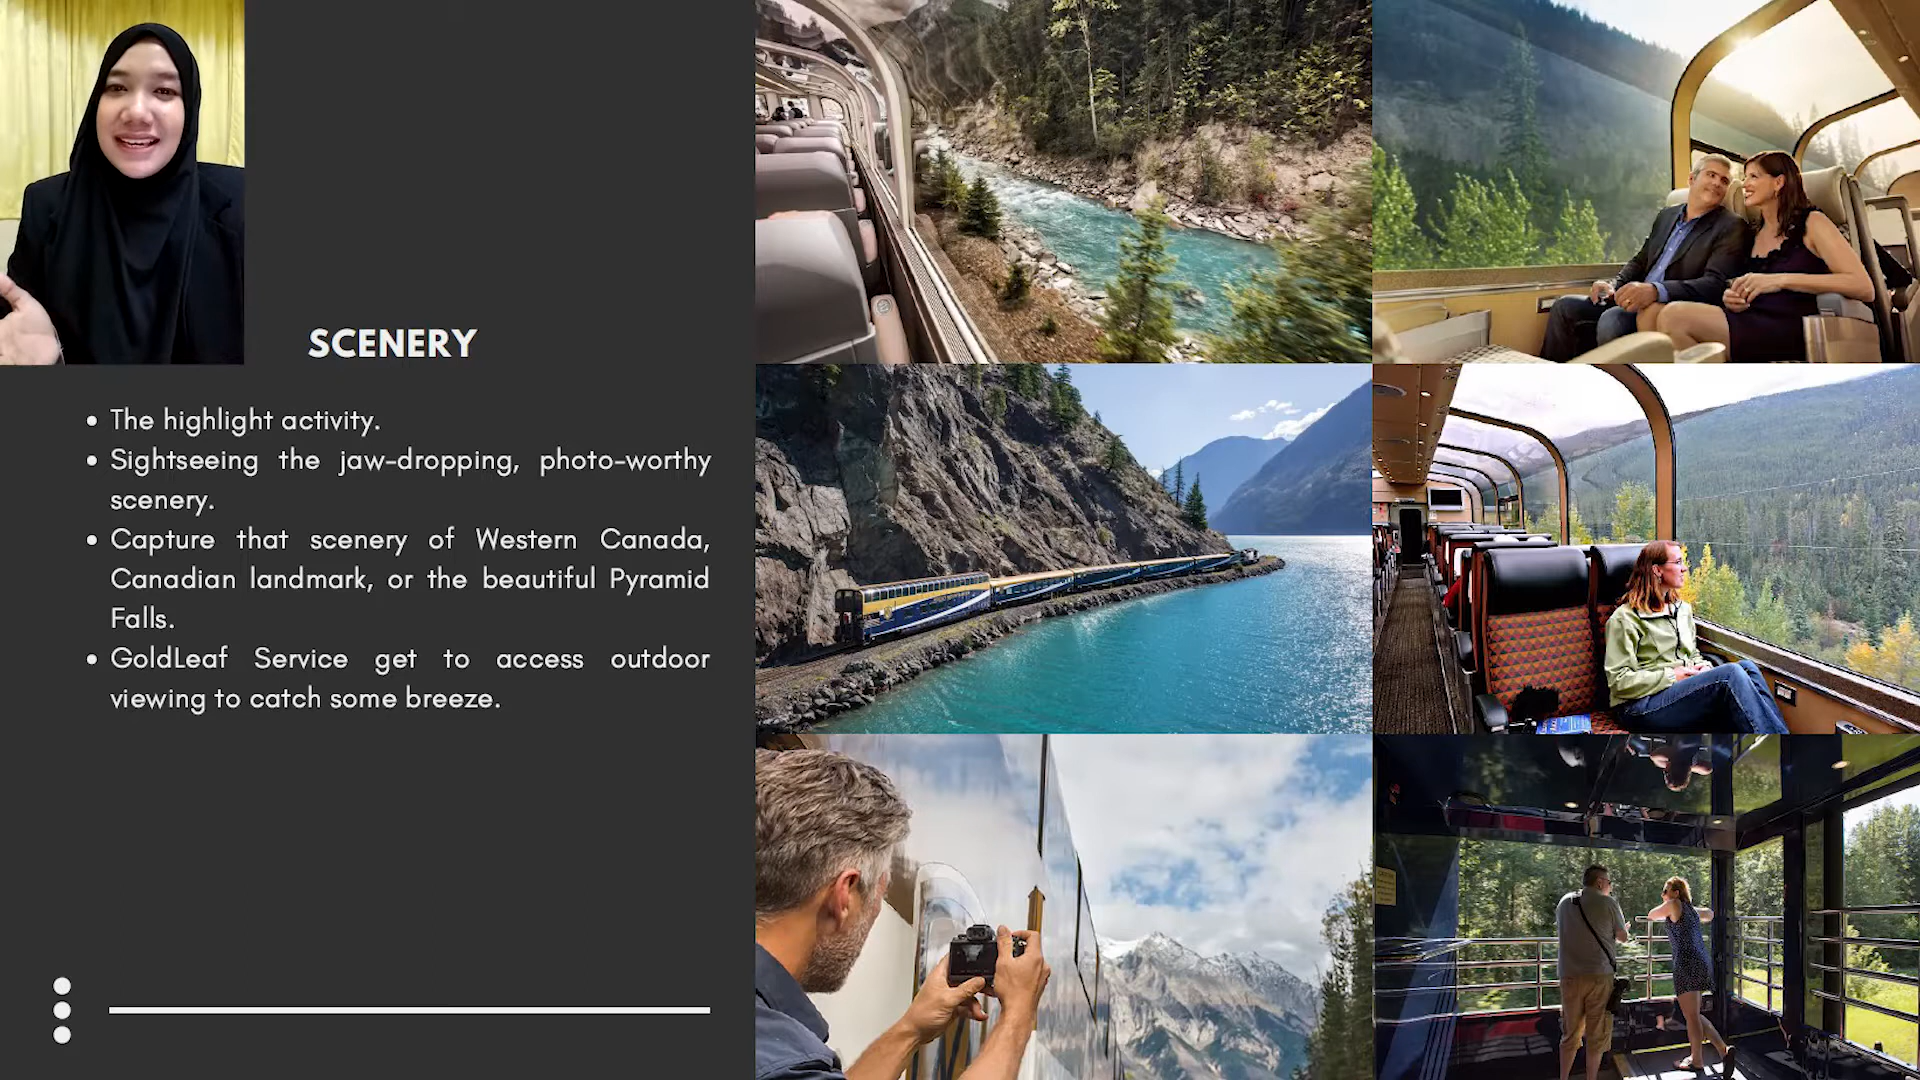 SCENERY
• The highlight activity.
• Sightseeing the jaw-dropping, photo-worthy
scenery.
• Capture that scenery of Western Canada,
Canadian landmark, or the beautiful Pyramid
Falls.
• GoldLeaf Service get to access outdoor
viewing to catch some breeze.